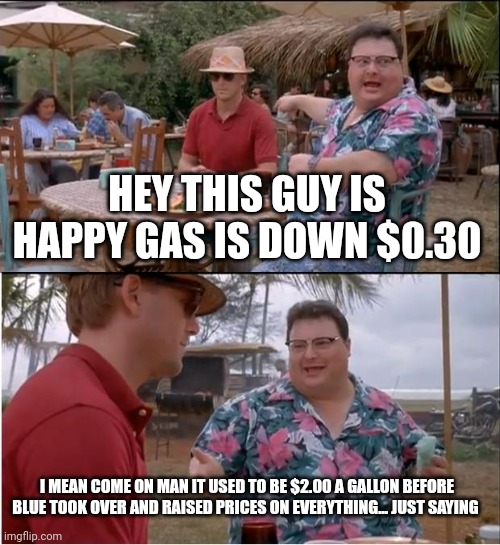 HEY THIS GUY IS
HAPPY GAS IS DOWN $0.30
I MEAN COME ON MAN IT USED TO BE $2.00 A GALLON BEFORE
BLUE TOOK OVER AND RAISED PRICES ON EVERYTHING... JUST SAYING
imgflip.com